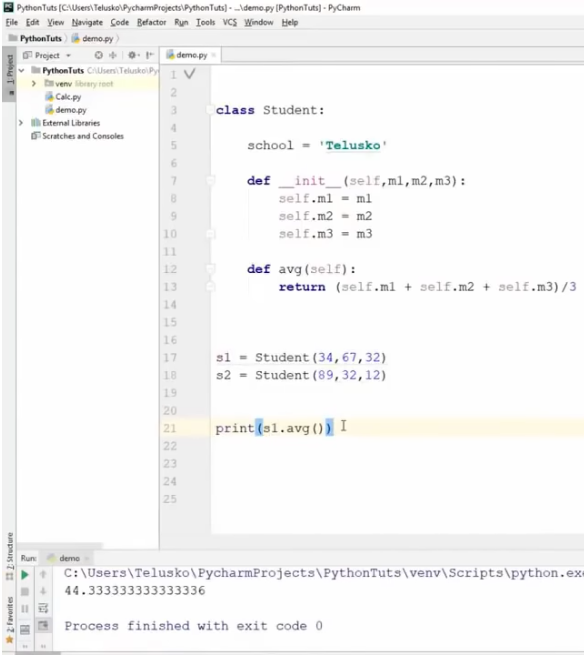 PythonTuts [C:\Users\Telusko\PycharmProjects\PythonTuts] - ...\demo.py [PythonTuts] - PyCharm
File Edit View Navigate Code Refactor Run Tools VCS Window Help
PythonTuts demo.py
Project
demo.py
1: Project
PythonTuts C:\Users\Telusko\Py
venv library root
Calc.py
demo.py
External Libraries
Scratches and Consoles
1
2
3 class Student:
4
5 school = 'Telusko'
6
7 def __init__(self,m1,m2,m3):
8 self.m1 = m1
9 self.m2 = m2
10 self.m3 = m3
11
12 def avg(self):
13 return (self.m1 + self.m2 + self.m3)/3
14
15
16
17 s1 = Student(34,67,32)
18 s2 = Student(89,32,12)
19
20
21 print(s1.avg())
22
23
24
25
Z: Structure
2: Favorites
Run: demo
C:\Users\Telusko\PycharmProjects\PythonTuts\venv\Scripts\python.exe
44.333333333333336
Process finished with exit code 0